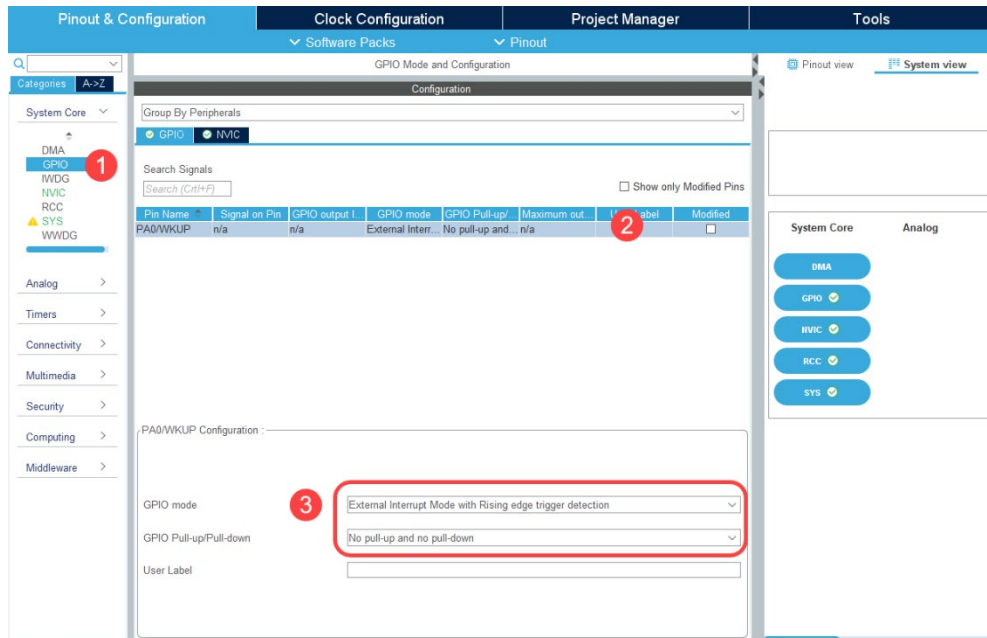 Pinout & Configuration
Clock Configuration
Project Manager
Tools
Software Packs
Pinout
GPIO Mode and Configuration
Pinout view
System view
Categories
A->Z
Configuration
System Core
Group By Peripherals
GPIO
NVIC
DMA
GPIO
IWDG
NVIC
RCC
SYS
WWDG
1
Search Signals
Search (Crtl+F)
Show only Modified Pins
Pin Name
Signal on Pin
GPIO output l...
GPIO mode
GPIO Pull-up/...
Maximum out...
Label
Modified
PA0/WKUP
n/a
n/a
External Interr...
No pull-up and...
n/a
2
System Core
Analog
DMA
GPIO
NVIC
RCC
SYS
Analog
Timers
Connectivity
Multimedia
Security
Computing
Middleware
PA0/WKUP Configuration :
3
GPIO mode
External Interrupt Mode with Rising edge trigger detection
GPIO Pull-up/Pull-down
No pull-up and no pull-down
User Label